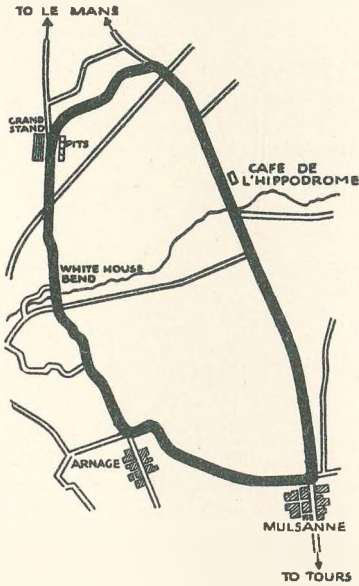 TO LE MANS
GRAND
STAND
PITS
CAFE DE
L'HIPPODROME
WHITE HOUSE
BEND
ARNAGE
MULSANNE
TO TOURS